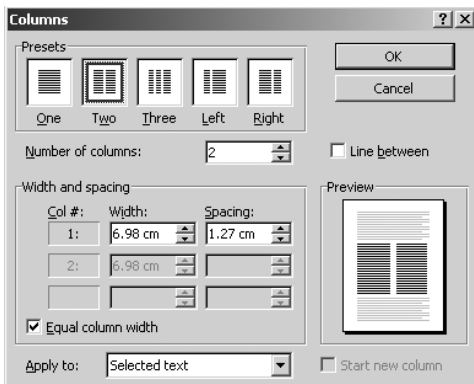 Columns
Presets
OK
Cancel
One Two Three Left Right
Number of columns: 2
Line between
Width and spacing
Preview
Col #: Width: Spacing:
1: 6.98 cm 1.27 cm
2: 6.98 cm
Equal column width
Apply to: Selected text
Start new column